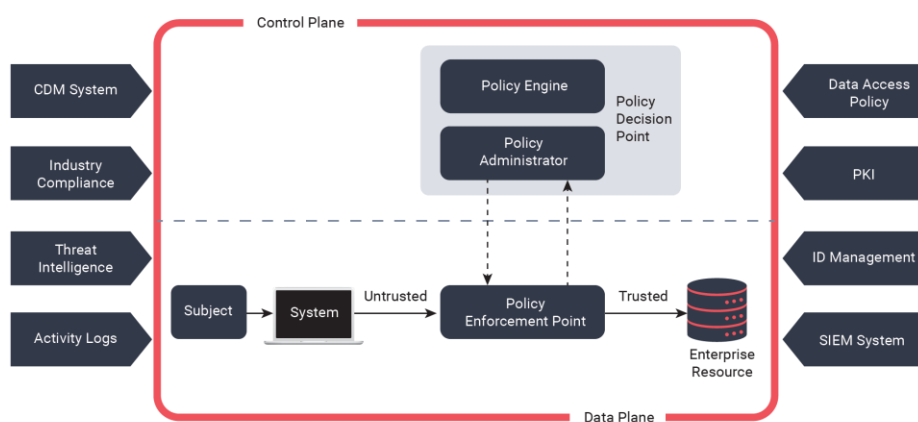 Control Plane
CDM System
Industry
Compliance
Threat
Intelligence
Activity Logs
Policy Engine
Policy
Administrator
Policy
Decision
Point
Data Access
Policy
PKI
ID Management
SIEM System
Subject
System
Untrusted
Policy
Enforcement Point
Trusted
Enterprise
Resource
Data Plane